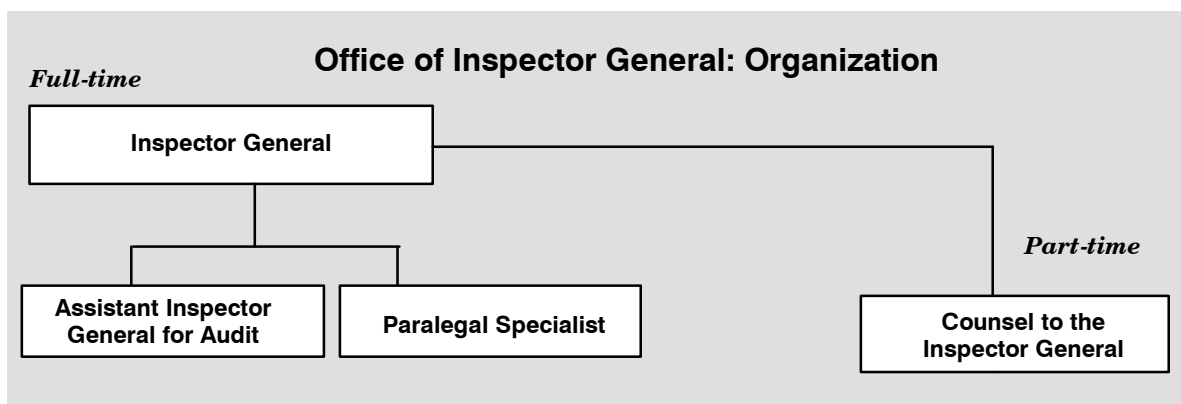 Office of Inspector General: Organization
Full-time
Inspector General
Part-time
Assistant Inspector
General for Audit
Paralegal Specialist
Counsel to the
Inspector General